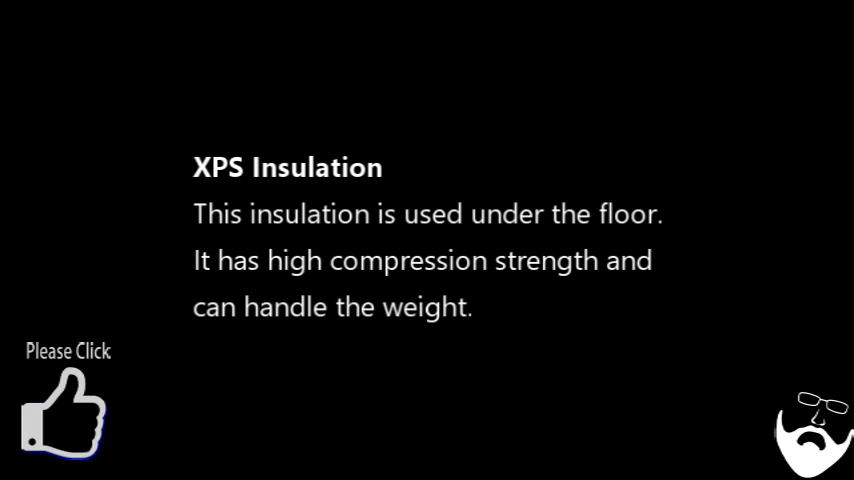 XPS Insulation
This insulation is used under the floor.
It has high compression strength and
can handle the weight.
Please Click